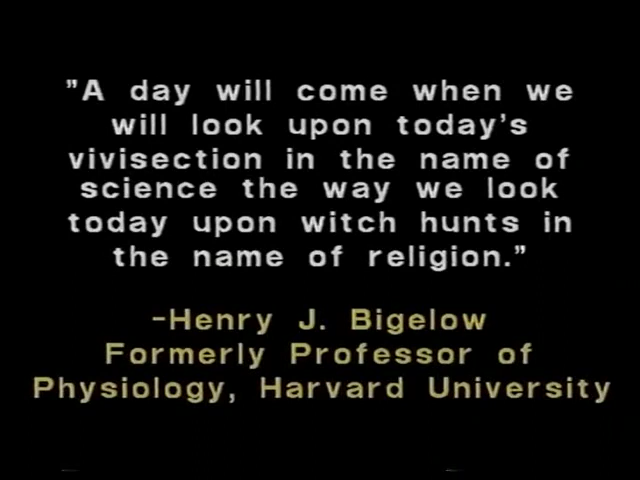 "A day will come when we
will look upon today's
vivisection in the name of
science the way we look
today upon witch hunts in
the name of religion."
-Henry J. Bigelow
Formerly Professor of
Physiology, Harvard University